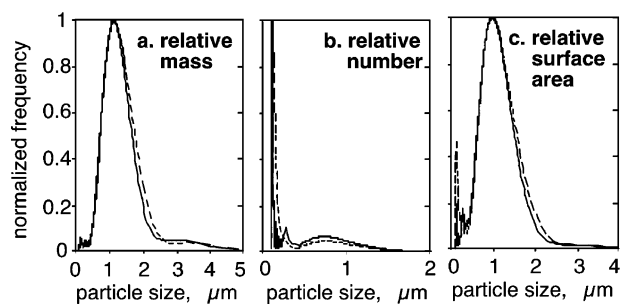 normalized frequency
1
0.8
0.6
0.4
0.2
0
a. relative
mass
0 1 2 3 4 5
particle size, μm
b. relative
number
0 1 2
particle size, μm
c. relative
surface
area
0 1 2 3 4
particle size, μm